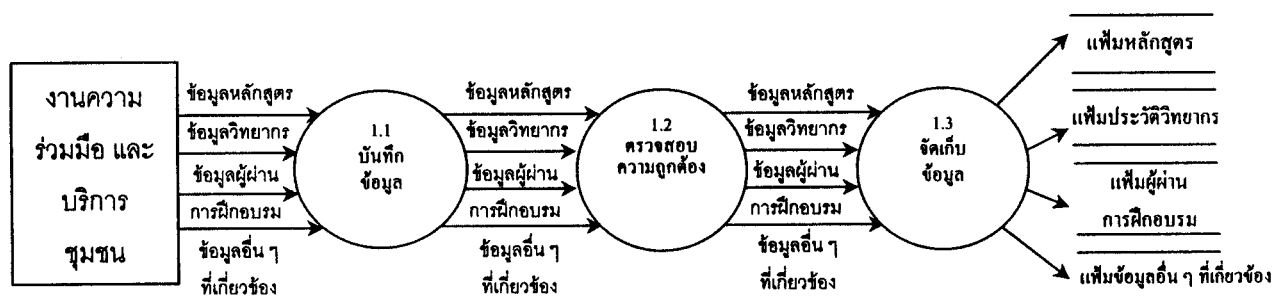 งานความ
ร่วมมือ และ
บริการ
ชุมชน
ข้อมูลหลักสูตร
ข้อมูลวิทยากร
ข้อมูลผู้ผ่าน
การฝึกอบรม
ข้อมูลอื่น ๆ
ที่เกี่ยวข้อง
1.1
บันทึก
ข้อมูล
ข้อมูลหลักสูตร
ข้อมูลวิทยากร
ข้อมูลผู้ผ่าน
การฝึกอบรม
ข้อมูลอื่น ๆ
ที่เกี่ยวข้อง
1.2
ตรวจสอบ
ความถูกต้อง
ข้อมูลหลักสูตร
ข้อมูลวิทยากร
ข้อมูลผู้ผ่าน
การฝึกอบรม
ข้อมูลอื่น ๆ
ที่เกี่ยวข้อง
1.3
จัดเก็บ
ข้อมูล
แฟ้มหลักสูตร
แฟ้มประวัติวิทยากร
แฟ้มผู้ผ่าน
การฝึกอบรม
แฟ้มข้อมูลอื่น ๆ ที่เกี่ยวข้อง